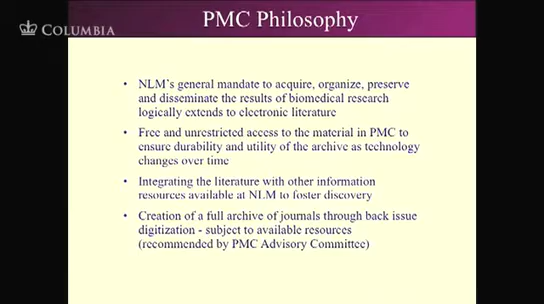 COLUMBIA
PMC Philosophy
• NLM's general mandate to acquire, organize, preserve
and disseminate the results of biomedical research
logically extends to electronic literature
• Free and unrestricted access to the material in PMC to
ensure durability and utility of the archive as technology
changes over time
• Integrating the literature with other information
resources available at NLM to foster discovery
• Creation of a full archive of journals through back issue
digitization - subject to available resources
(recommended by PMC Advisory Committee)